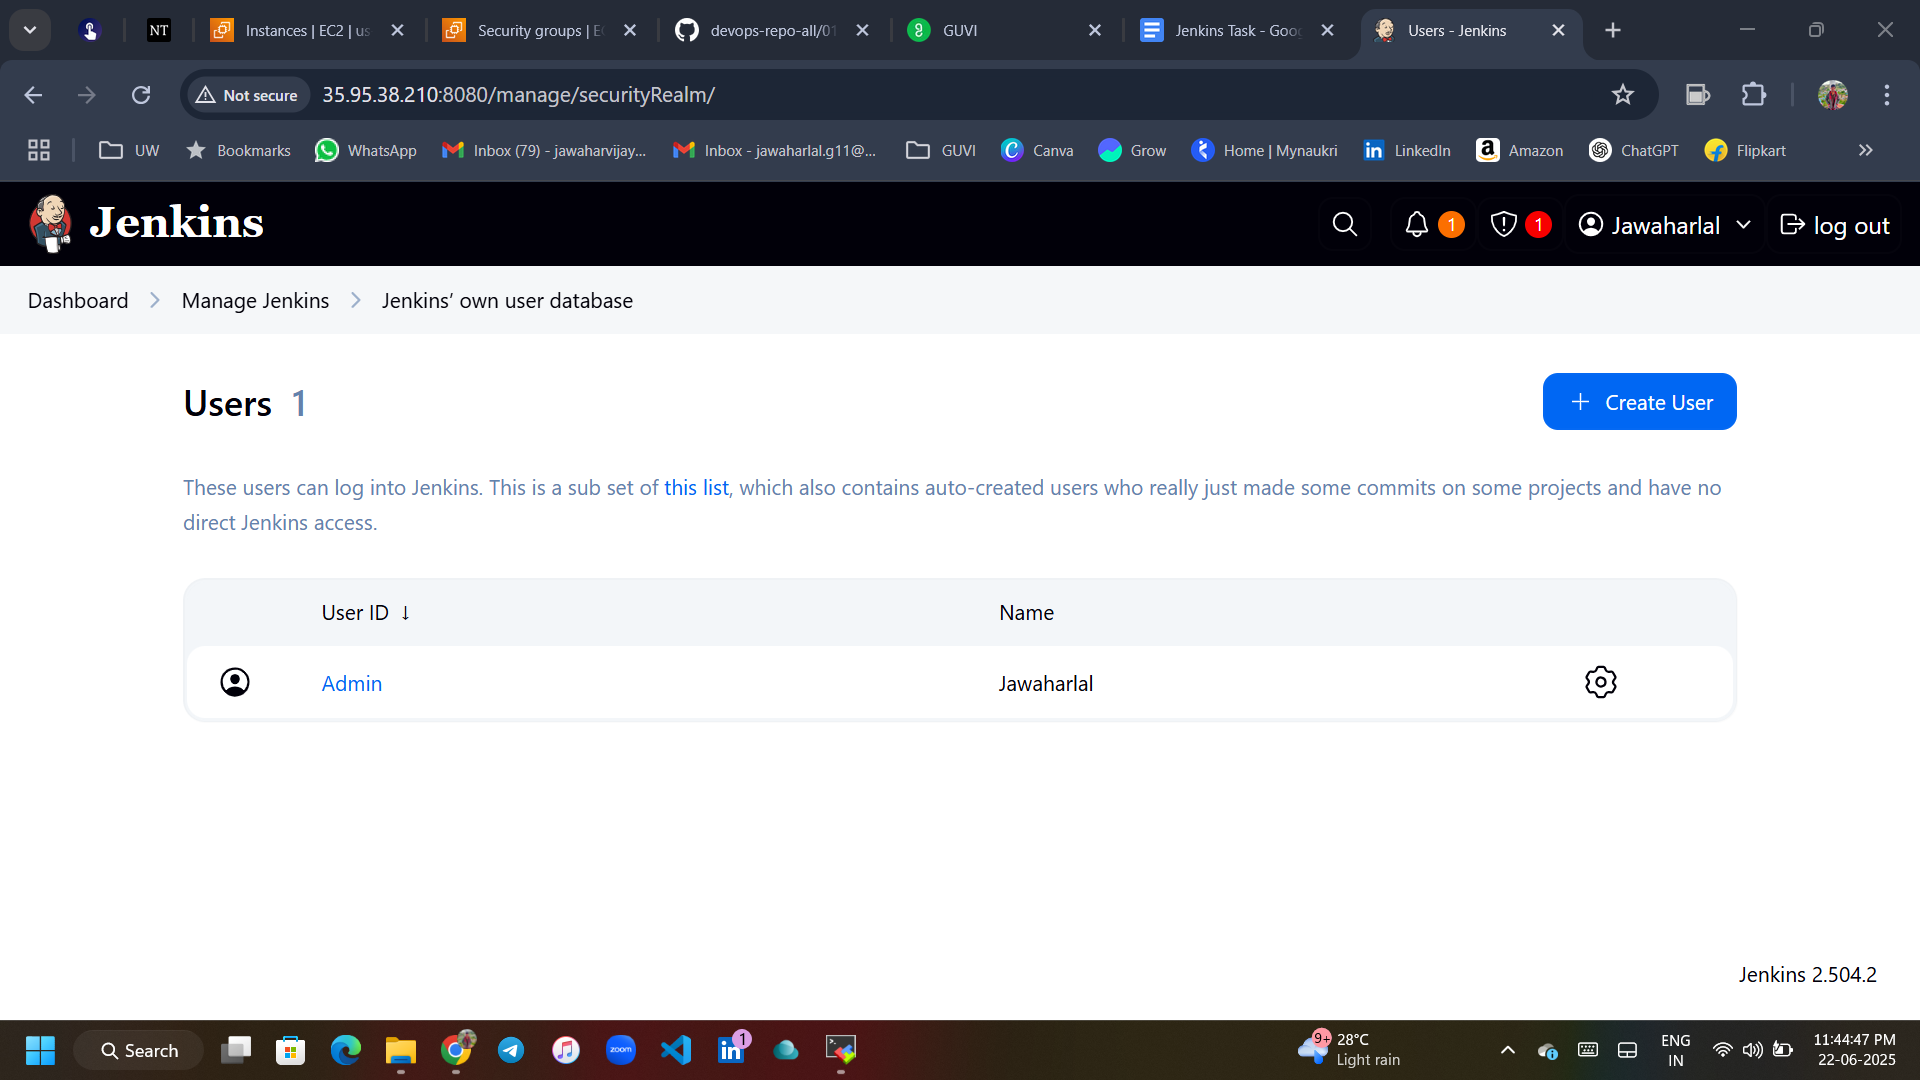 NT
Instances | EC2 | us
Security groups | EC
devops-repo-all/01
GUVI
Jenkins Task - Goog
Users - Jenkins
Not secure
35.95.38.210:8080/manage/securityRealm/
UW
Bookmarks
WhatsApp
Inbox (79) - jawaharvijay...
Inbox - jawaharlal.g11@...
GUVI
Canva
Grow
Home | Mynaukri
LinkedIn
Amazon
ChatGPT
Flipkart
Jenkins
1
1
Jawaharlal
log out
Dashboard
Manage Jenkins
Jenkins’ own user database
Users 1
Create User
These users can log into Jenkins. This is a sub set of this list, which also contains auto-created users who really just made some commits on some projects and have no
direct Jenkins access.
User ID ↓
Name
Admin
Jawaharlal
Jenkins 2.504.2
Search
zoom
1
9+
28°C
Light rain
ENG
IN
11:44:47 PM
22-06-2025